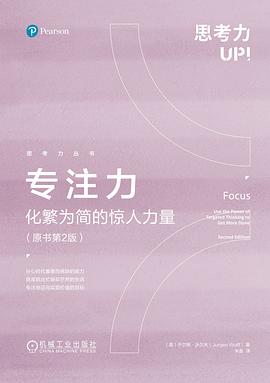 Pearson
思考力
UP!
思考力丛书
专注力
化繁为简的惊人力量
（原书第2版）
Focus
Use the Power of
Targeted Thinking to
Get More Done
Second Edition
机械工业出版社
CHINA MACHINE PRESS